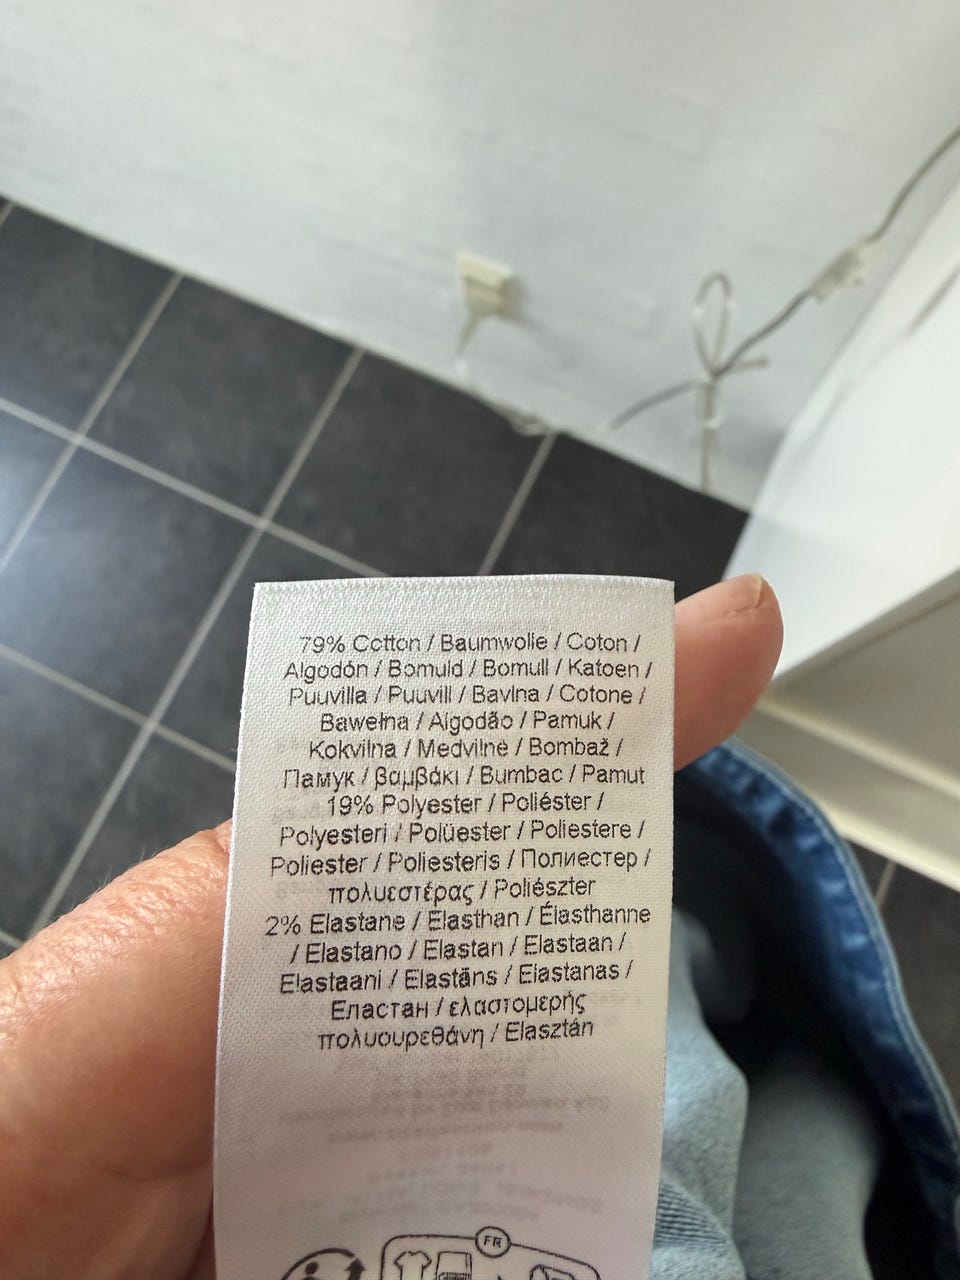 79% Cotton / Baumwolle / Coton /
Algodón / Bomuld / Bomull / Katoen /
Puuvilla / Puuvill / Bavlna / Cotone /
Bawełna / Algodão / Pamuk /
Kokvilna / Medvilnė / Bombaž /
Памук / βαμβάκι / Bumbac / Pamut
19% Polyester / Poliéster /
Polyesteri / Polüester / Poliestere /
Poliester / Poliesteris / Полиестер /
πολυεστέρας / Poliészter
2% Elastane / Elasthan / Élasthanne
/ Elastano / Elastan / Elastaan /
Elastaani / Elastāns / Elastanas /
Еластан / ελαστομερής
πολυουρεθάνη / Elasztán
FR